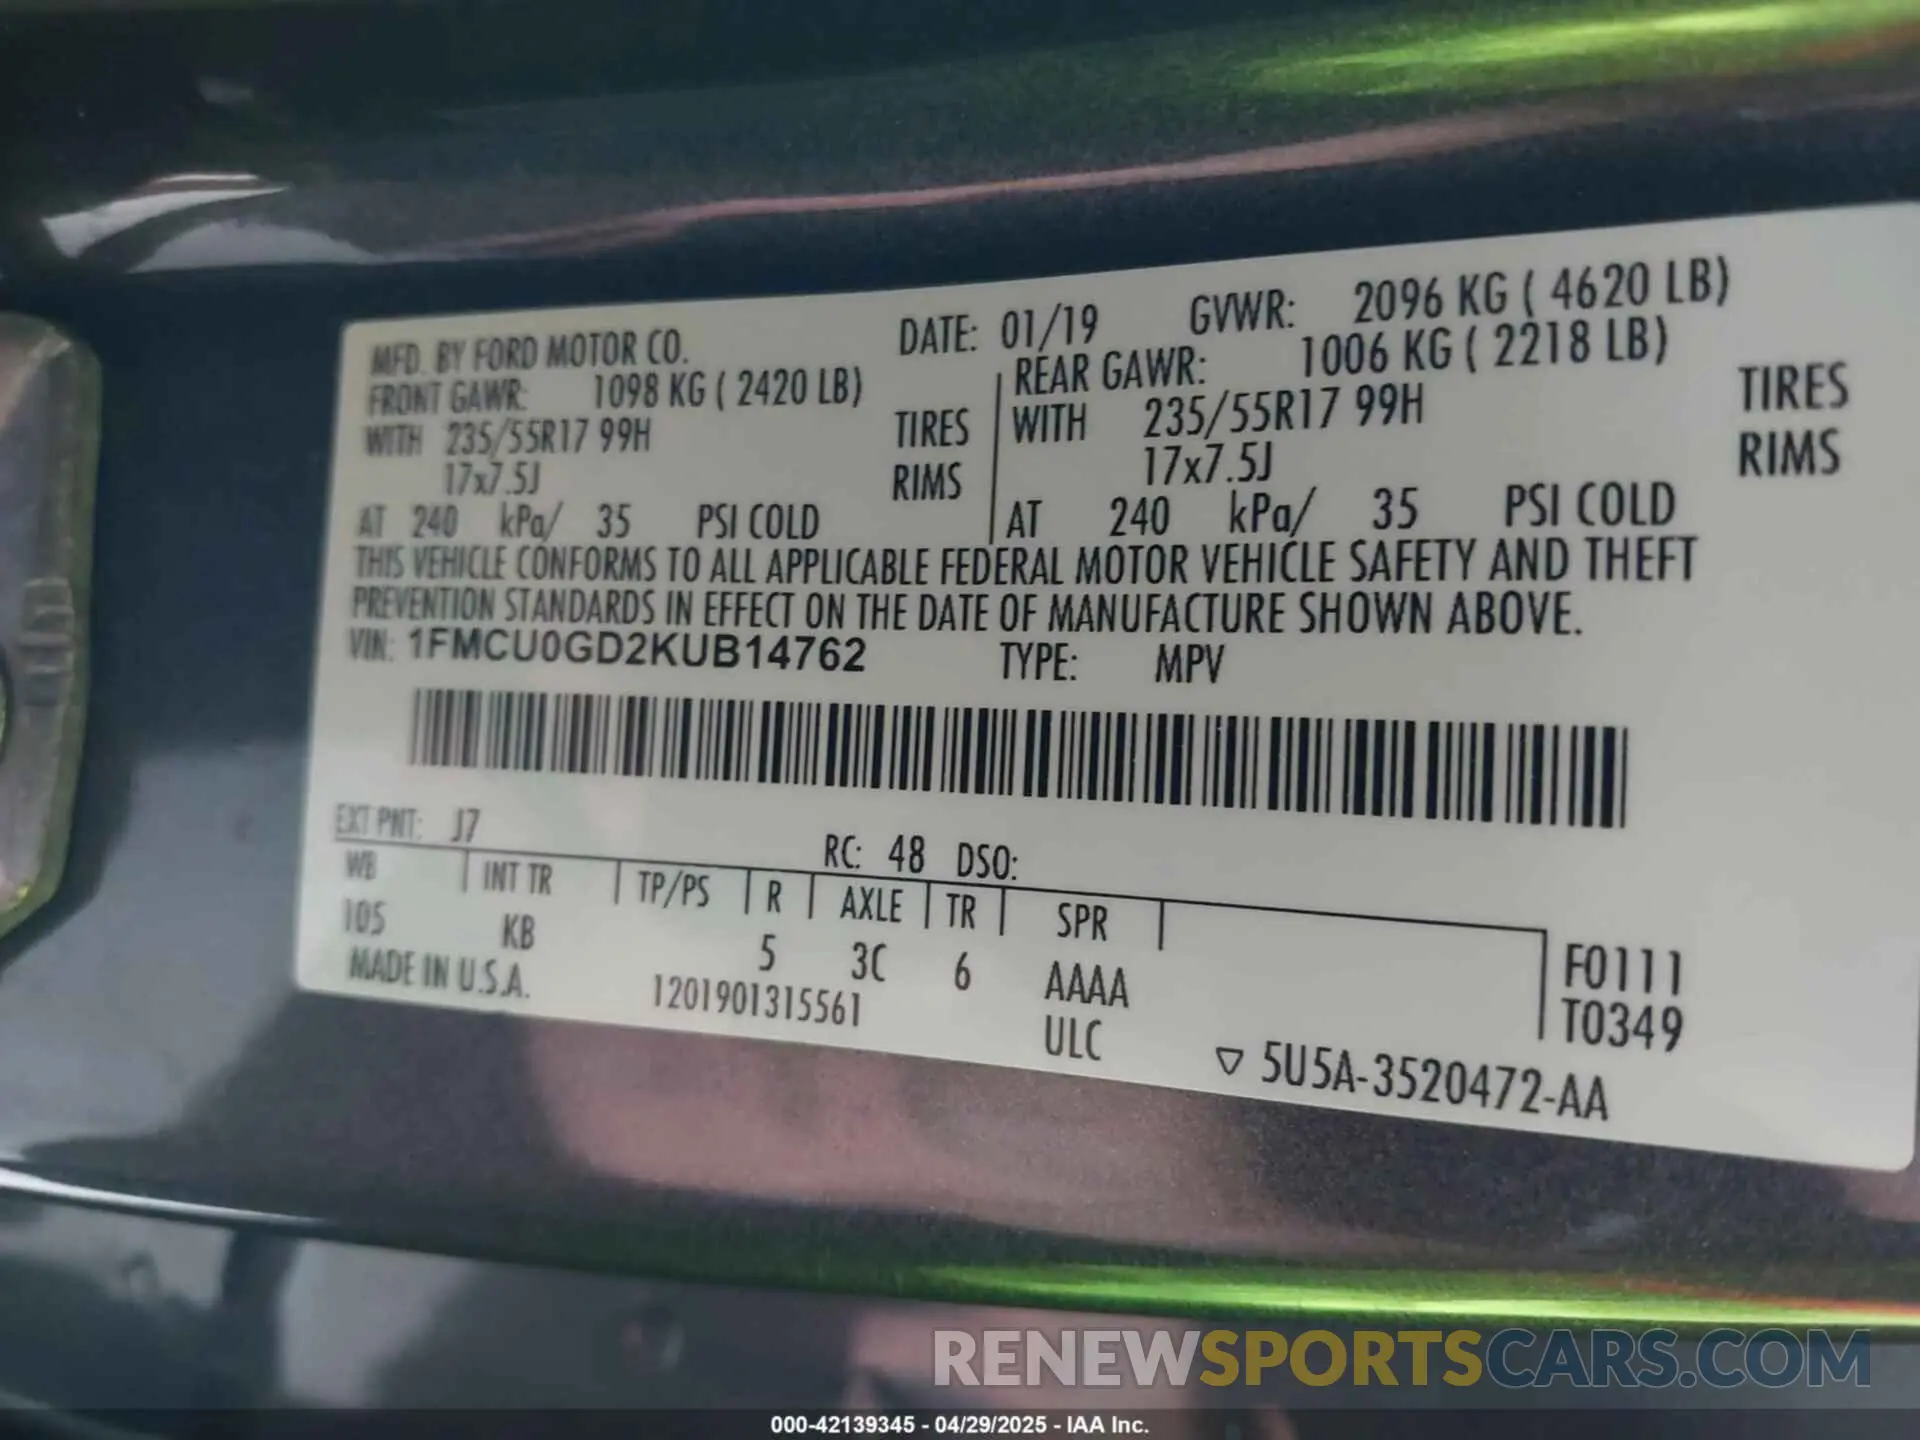 MFD. BY FORD MOTOR CO. DATE: 01/19 GVWR: 2096 KG ( 4620 LB)
FRONT GAWR: 1098 KG ( 2420 LB) REAR GAWR: 1006 KG ( 2218 LB)
WITH 235/55R17 99H TIRES WITH 235/55R17 99H TIRES
17x7.5J RIMS 17x7.5J RIMS
AT 240 kPa/ 35 PSI COLD AT 240 kPa/ 35 PSI COLD
THIS VEHICLE CONFORMS TO ALL APPLICABLE FEDERAL MOTOR VEHICLE SAFETY AND THEFT
PREVENTION STANDARDS IN EFFECT ON THE DATE OF MANUFACTURE SHOWN ABOVE.
VIN: 1FMCU0GD2KUB14762 TYPE: MPV
EXT PNT: J7 RC: 48 DSO:
WB INT TR TP/PS R AXLE TR SPR
105 KB 5 3C 6 AAAA F0111
MADE IN U.S.A. 1201901315561 ULC T0349
▽ 5U5A-3520472-AA
RENEWSPORTSCARS.COM
000-42139345 - 04/29/2025 - IAA Inc.